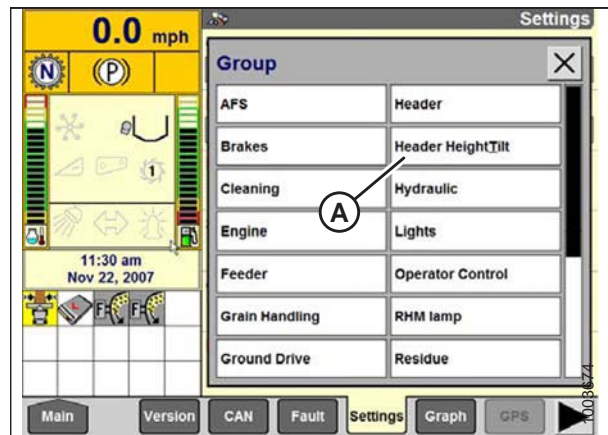 0.0 mph
Settings
N
(P)
1
11:30 am
Nov 22, 2007
F
F
Group
X
AFS
Header
Brakes
Header HeightTilt
A
Cleaning
Hydraulic
Engine
Lights
Feeder
Operator Control
Grain Handling
RHM lamp
Ground Drive
Residue
Main
Version
CAN
Fault
Settings
Graph
GPS
1003674